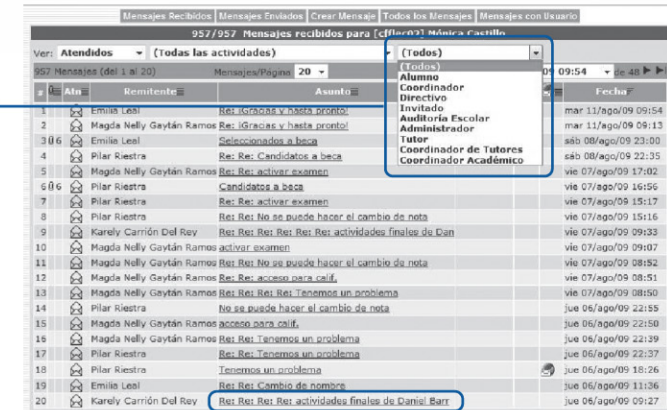 Mensajes Recibidos Mensajes Enviados Crear Mensaje Todos los Mensajes Mensajes con Usuario
957/957 Mensajes recibidos para [cfflec02] Mónica Castillo
Ver: Atendidos (Todas las actividades) (Todos)
957 Mensajes (del 1 al 20) Mensajes/Página 20 09 09:54 de 48
(Todos)
Alumno
Coordinador
Directivo
Invitado
Auditoría Escolar
Administrador
Tutor
Coordinador de Tutores
Coordinador Académico
# Atn Remitente Asunto Fecha
1 Emilia Leal Re: ¡Gracias y hasta pronto! mar 11/ago/09 09:54
2 Magda Nelly Gaytán Ramos Re: ¡Gracias y hasta pronto! mar 11/ago/09 09:13
3 6 Emilia Leal Seleccionados a beca sáb 08/ago/09 23:00
4 Pilar Riestra Re: Re: Candidatos a beca sáb 08/ago/09 22:35
5 Magda Nelly Gaytán Ramos Re: Re: activar examen vie 07/ago/09 17:02
6 6 Pilar Riestra Candidatos a beca vie 07/ago/09 16:56
7 Pilar Riestra Re: Re: activar examen vie 07/ago/09 15:17
8 Pilar Riestra Re: Re: No se puede hacer el cambio de nota vie 07/ago/09 15:16
9 Karely Carrión Del Rey Re: Re: Re: Re: Re: Re: actividades finales de Dan vie 07/ago/09 09:33
10 Magda Nelly Gaytán Ramos activar examen vie 07/ago/09 09:07
11 Magda Nelly Gaytán Ramos Re: Re: No se puede hacer el cambio de nota vie 07/ago/09 08:52
12 Magda Nelly Gaytán Ramos Re: Re: acceso para calif. vie 07/ago/09 08:51
13 Magda Nelly Gaytán Ramos Re: Re: Re: Re: Tenemos un problema vie 07/ago/09 08:50
14 Pilar Riestra No se puede hacer el cambio de nota jue 06/ago/09 22:55
15 Magda Nelly Gaytán Ramos acceso para calif. jue 06/ago/09 22:50
16 Magda Nelly Gaytán Ramos Re: Re: Tenemos un problema jue 06/ago/09 22:39
17 Pilar Riestra Re: Re: Tenemos un problema jue 06/ago/09 22:37
18 Pilar Riestra Tenemos un problema jue 06/ago/09 18:26
19 Emilia Leal Re: Re: Cambio de nombre jue 06/ago/09 11:36
20 Karely Carrión Del Rey Re: Re: Re: Re: actividades finales de Daniel Barr jue 06/ago/09 09:27